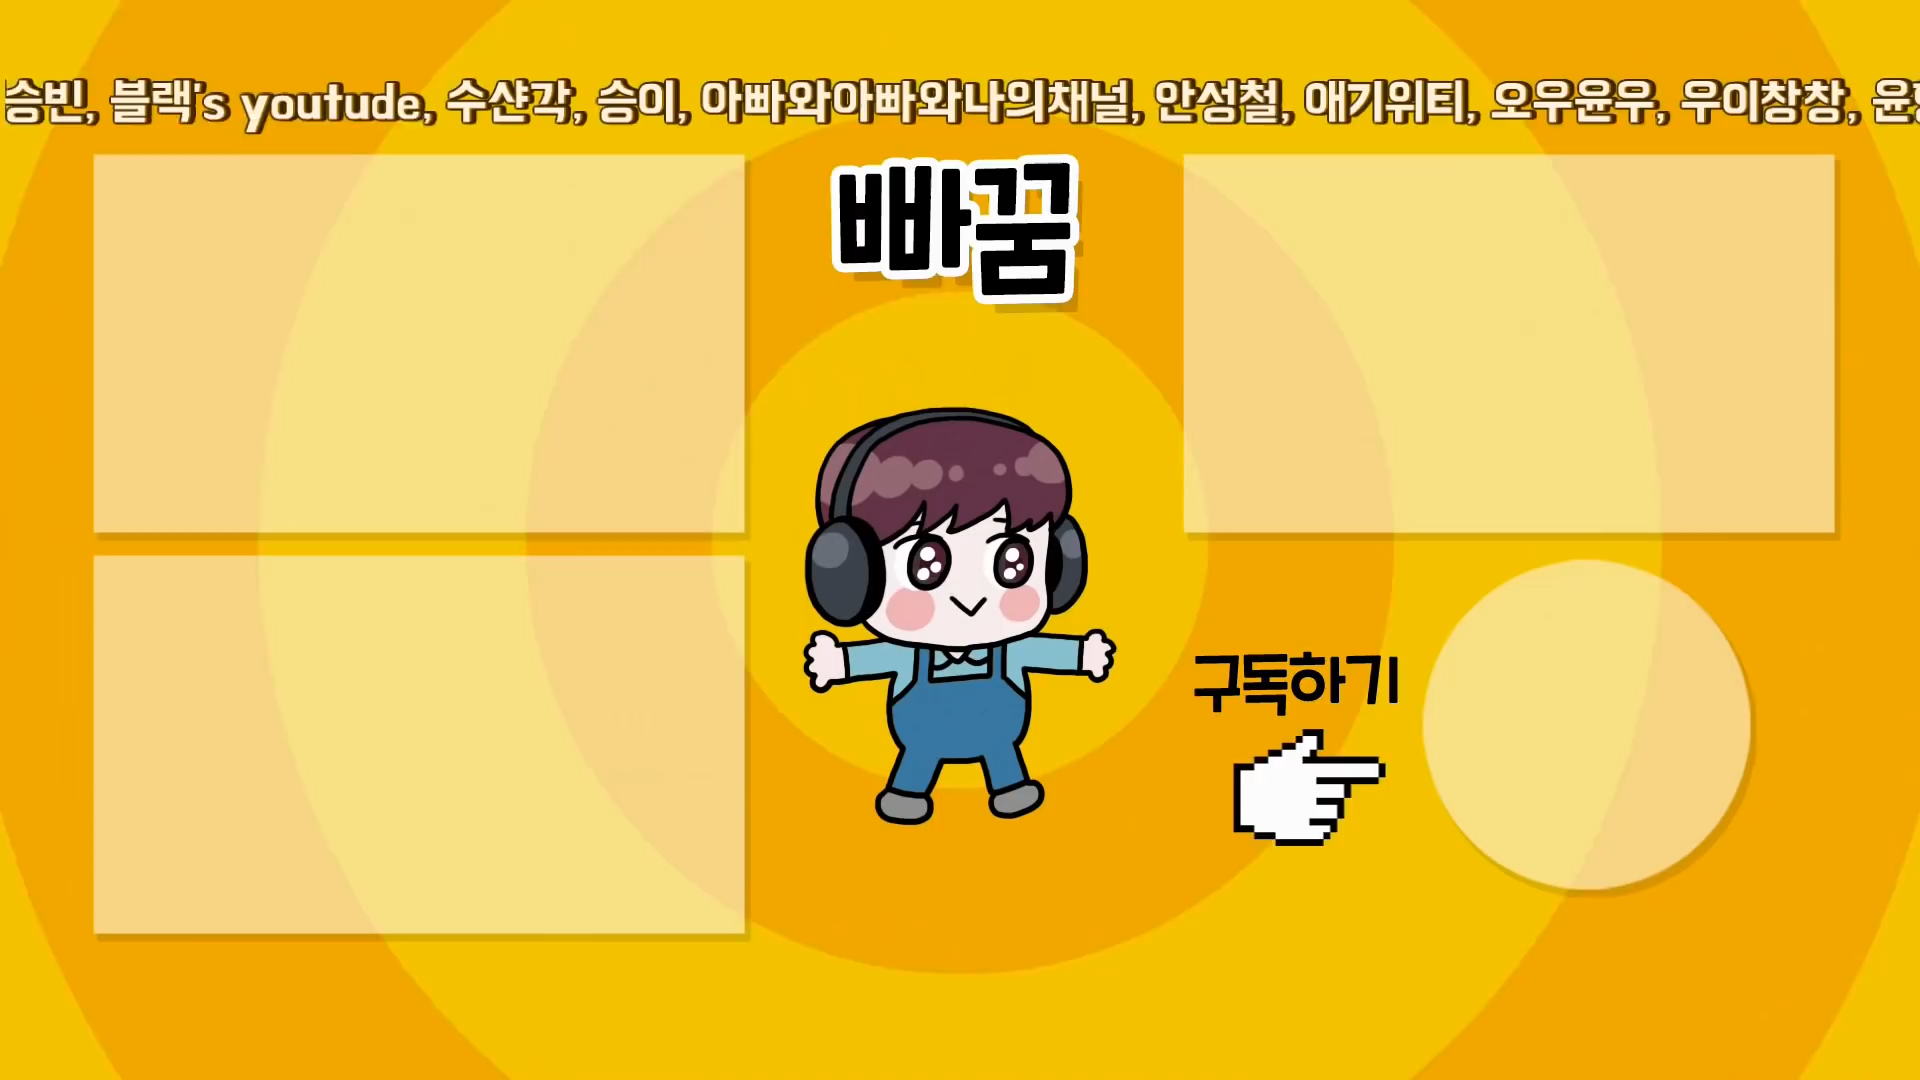 승빈, 블랙's youtude, 수샨각, 승이, 아빠와아빠와나의채널, 안성철, 애기위티, 오우윤우, 우이창창,
빠꿈
구독하기